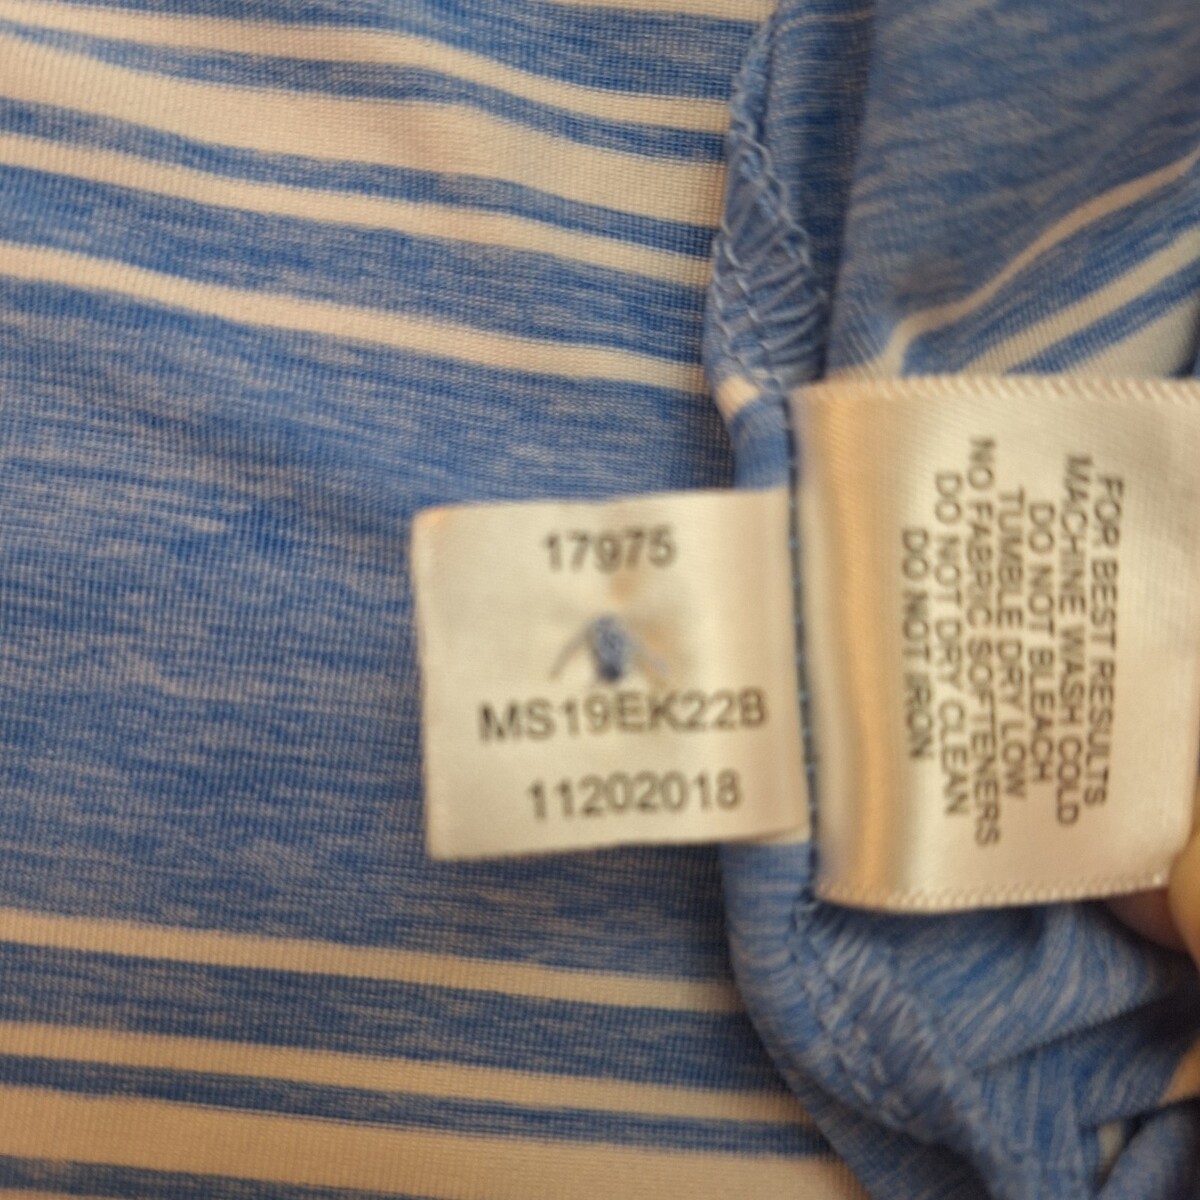 17975
MS19EK22B
11202018
FOR BEST RESULTS
MACHINE WASH COLD
DO NOT BLEACH
TUMBLE DRY LOW
NO FABRIC SOFTENERS
DO NOT DRY CLEAN
DO NOT IRON